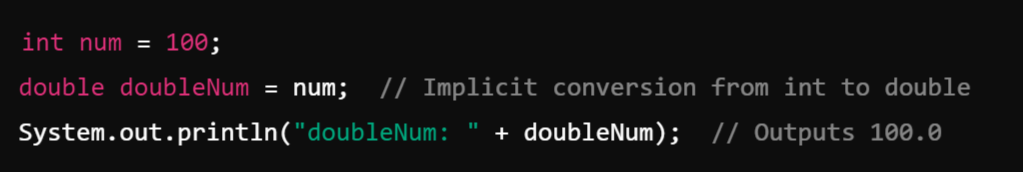 int num = 100;
double doubleNum = num;  // Implicit conversion from int to double
System.out.println("doubleNum: " + doubleNum);  // Outputs 100.0